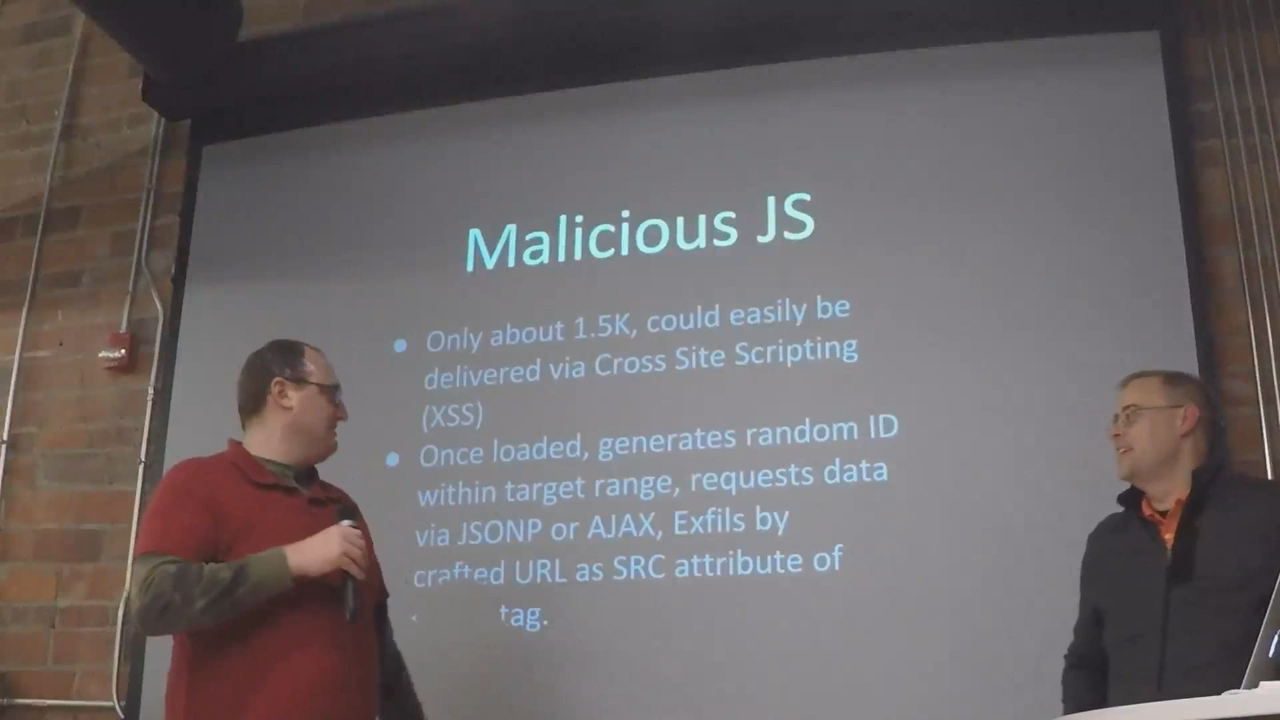 Malicious JS
• Only about 1.5K, could easily be
delivered via Cross Site Scripting
(XSS)
• Once loaded, generates random ID
within target range, requests data
via JSONP or AJAX, Exfils by
crafted URL as SRC attribute of
tag.